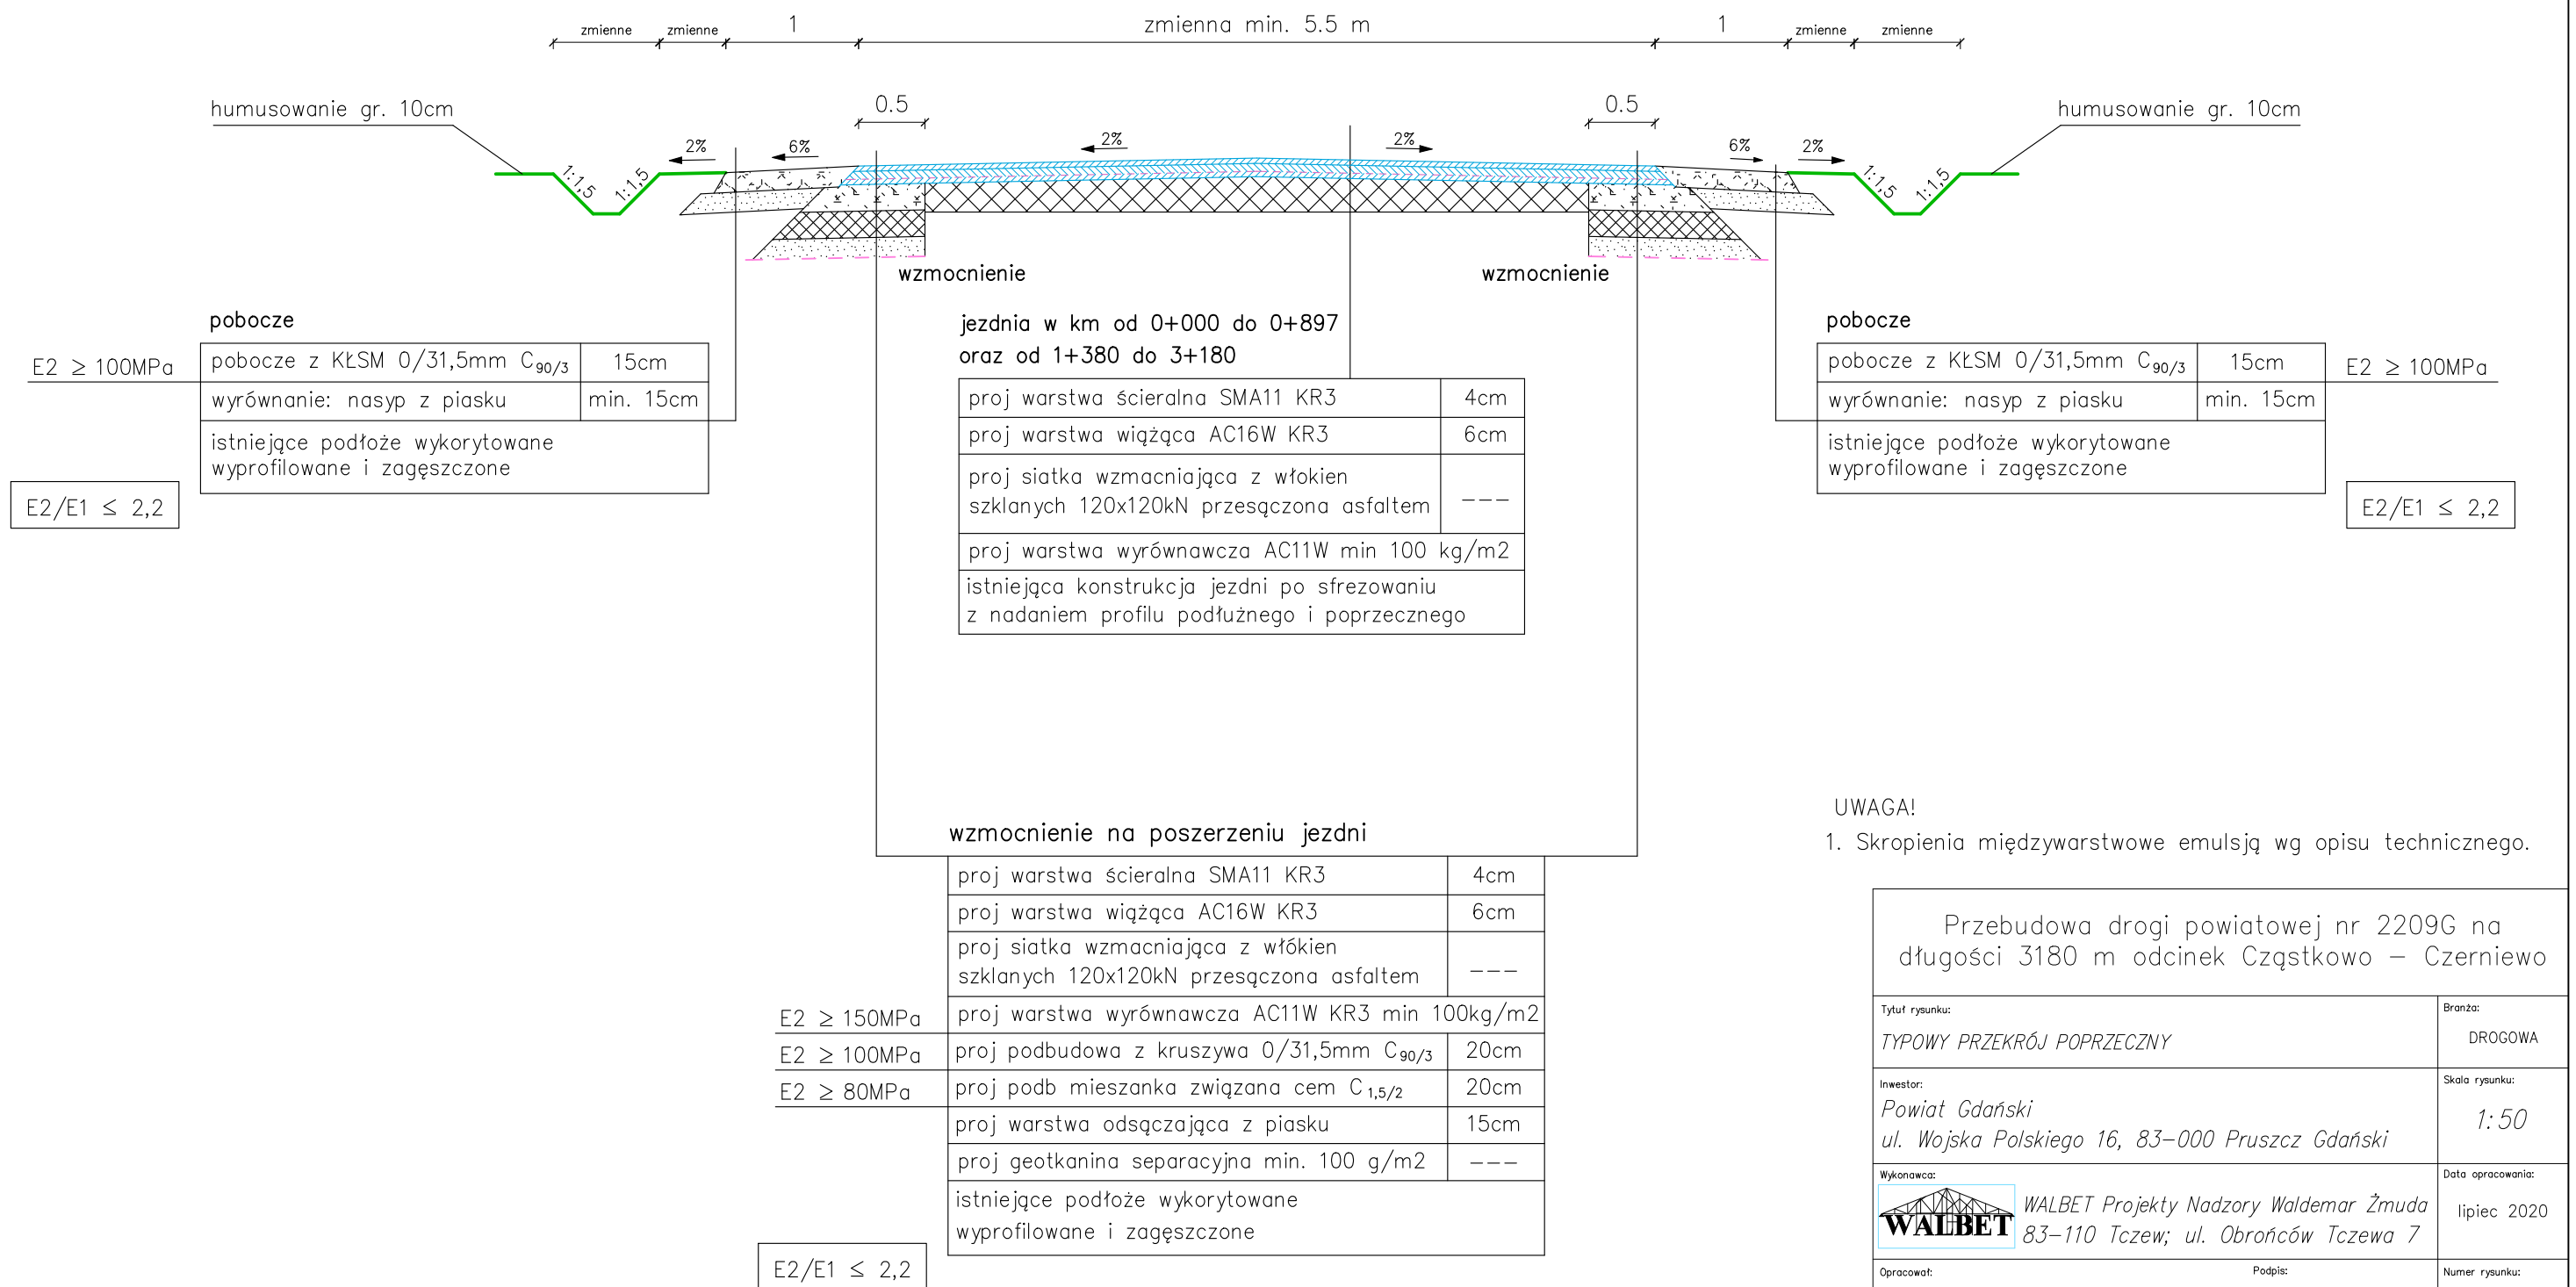 zmienne zmienne 1 zmienna min. 5.5 m 1 zmienne zmienne
humusowanie gr. 10cm
0.5
0.5
humusowanie gr. 10cm
1:1,5 1:1,5 2% 6% 2% 2% 6% 2% 1:1,5 1:1,5
wzmocnienie
wzmocnienie
pobocze
E2 ≥ 100MPa
pobocze z KŁSM 0/31,5mm C90/3 15cm
wyrównanie: nasyp z piasku min. 15cm
istniejące podłoże wykorytowane
wyprofilowane i zagęszczone
E2/E1 ≤ 2,2
jezdnia w km od 0+000 do 0+897
oraz od 1+380 do 3+180
proj warstwa ścieralna SMA11 KR3 4cm
proj warstwa wiążąca AC16W KR3 6cm
proj siatka wzmacniająca z włokien
szklanych 120x120kN przesączona asfaltem ---
proj warstwa wyrównawcza AC11W min 100 kg/m2
istniejąca konstrukcja jezdni po sfrezowaniu
z nadaniem profilu podłużnego i poprzecznego
pobocze
pobocze z KŁSM 0/31,5mm C90/3 15cm
E2 ≥ 100MPa
wyrównanie: nasyp z piasku min. 15cm
istniejące podłoże wykorytowane
wyprofilowane i zagęszczone
E2/E1 ≤ 2,2
wzmocnienie na poszerzeniu jezdni
proj warstwa ścieralna SMA11 KR3 4cm
proj warstwa wiążąca AC16W KR3 6cm
proj siatka wzmacniająca z włókien
szklanych 120x120kN przesączona asfaltem ---
E2 ≥ 150MPa
proj warstwa wyrównawcza AC11W KR3 min 100kg/m2
E2 ≥ 100MPa
proj podbudowa z kruszywa 0/31,5mm C90/3 20cm
E2 ≥ 80MPa
proj podb mieszanka związana cem C1,5/2 20cm
proj warstwa odsączająca z piasku 15cm
proj geotkanina separacyjna min. 100 g/m2 ---
istniejące podłoże wykorytowane
wyprofilowane i zagęszczone
E2/E1 ≤ 2,2
UWAGA!
1. Skropienia międzywarstwowe emulsją wg opisu technicznego.
Przebudowa drogi powiatowej nr 2209G na
długości 3180 m odcinek Cząstkowo – Czerniewo
Tytuł rysunku:
TYPOWY PRZEKRÓJ POPRZECZNY
Branża:
DROGOWA
Inwestor:
Powiat Gdański
ul. Wojska Polskiego 16, 83-000 Pruszcz Gdański
Skala rysunku:
1:50
Wykonawca:
WALBET
WALBET Projekty Nadzory Waldemar Żmuda
83-110 Tczew; ul. Obrońców Tczewa 7
Data opracowania:
lipiec 2020
Opracował: Podpis: Numer rysunku: